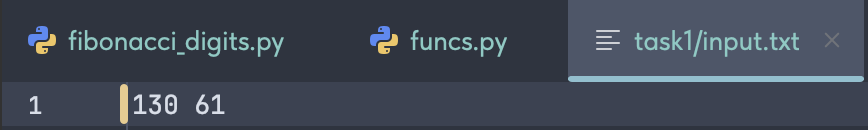 fibonacci_digits.py funcs.py task1/input.txt
1 130 61